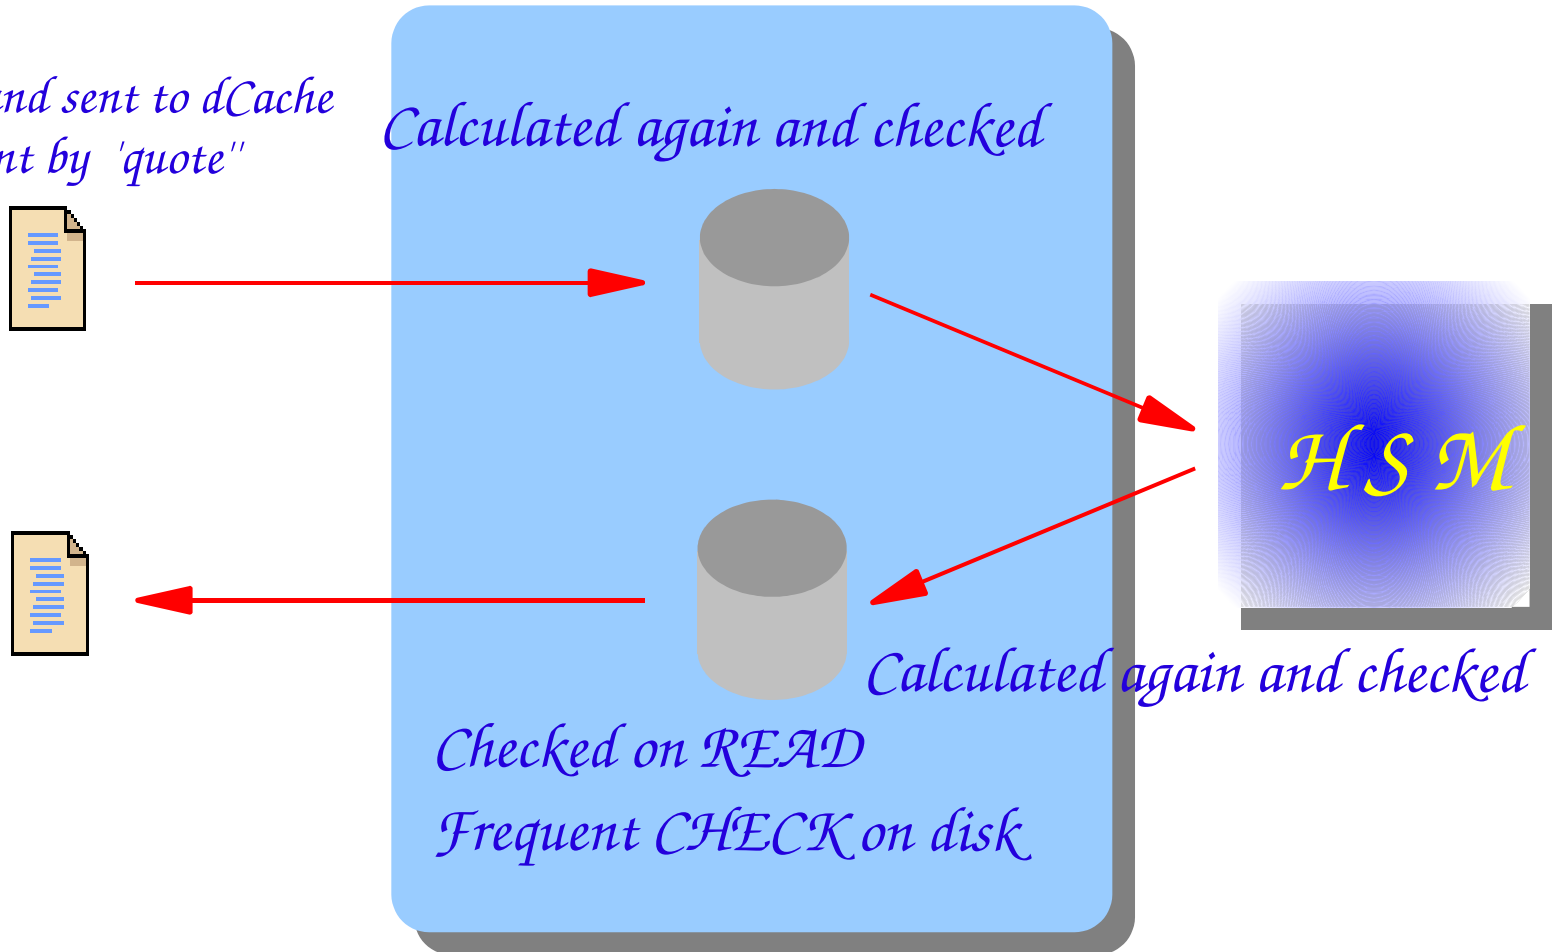 and sent to dCache
nt by 'quote''
Calculated again and checked
H S M
Calculated again and checked
Checked on READ
Frequent CHECK on disk